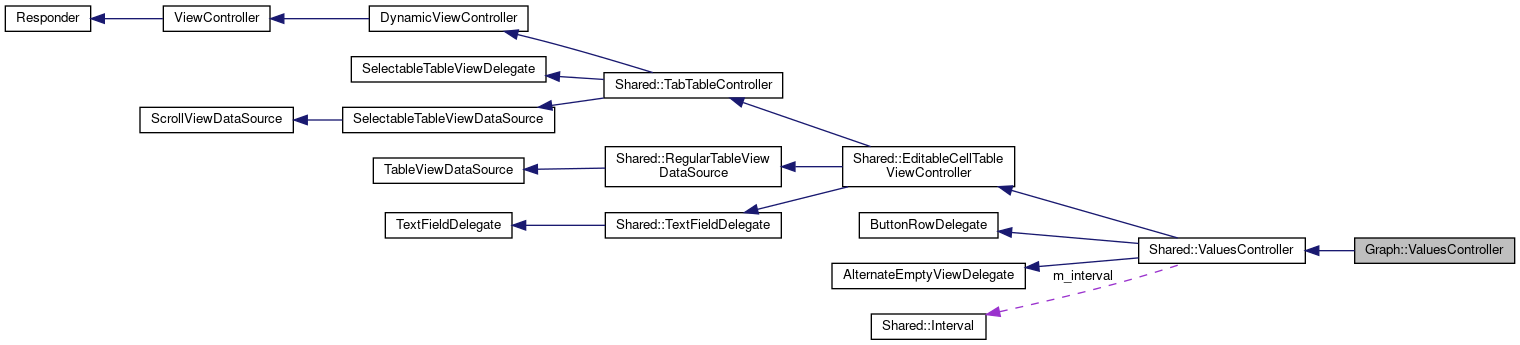 Responder
ViewController
DynamicViewController
SelectableTableViewDelegate
Shared::TabTableController
ScrollViewDataSource
SelectableTableViewDataSource
Shared::RegularTableView
DataSource
Shared::EditableCellTable
ViewController
TableViewDataSource
TextFieldDelegate
Shared::TextFieldDelegate
ButtonRowDelegate
Shared::ValuesController
Graph::ValuesController
AlternateEmptyViewDelegate
m_interval
Shared::Interval